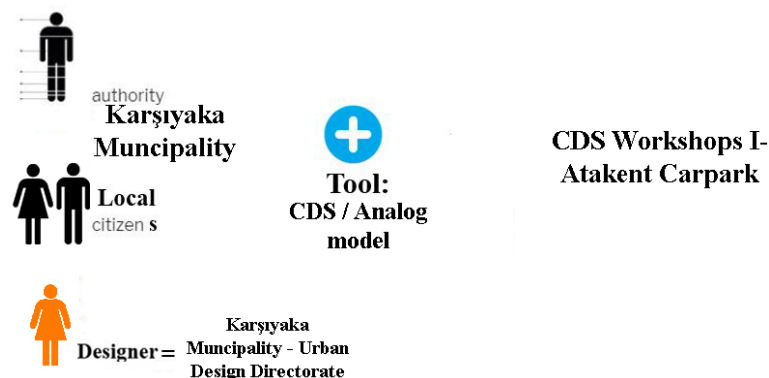 authority
Karşıyaka
Muncipality
Local
citizen s
Tool:
CDS / Analog
model
CDS Workshops I-
Atakent Carpark
Designer =
Karşıyaka
Muncipality - Urban
Design Directorate